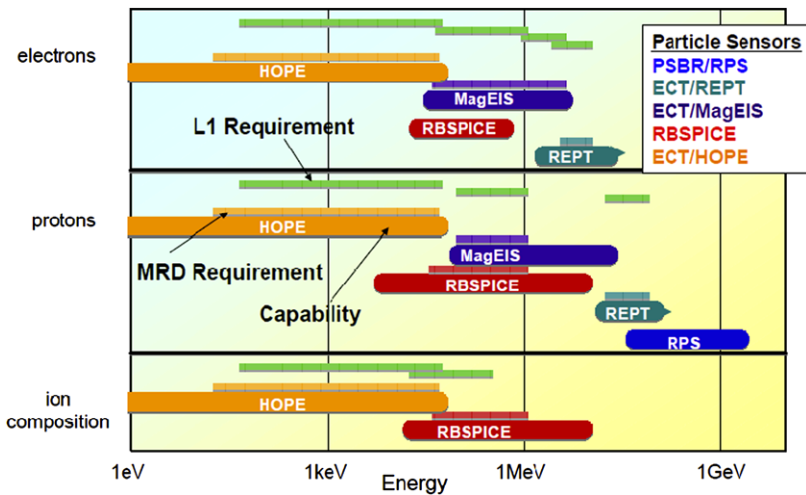 electrons
HOPE
MagEIS
RBSPICE
REPT
L1 Requirement
Particle Sensors
PSBR/RPS
ECT/REPT
ECT/MagEIS
RBSPICE
ECT/HOPE
protons
HOPE
MagEIS
MRD Requirement
RBSPICE
Capability
REPT
RPS
ion
composition
HOPE
RBSPICE
1eV
1keV
Energy
1MeV
1GeV